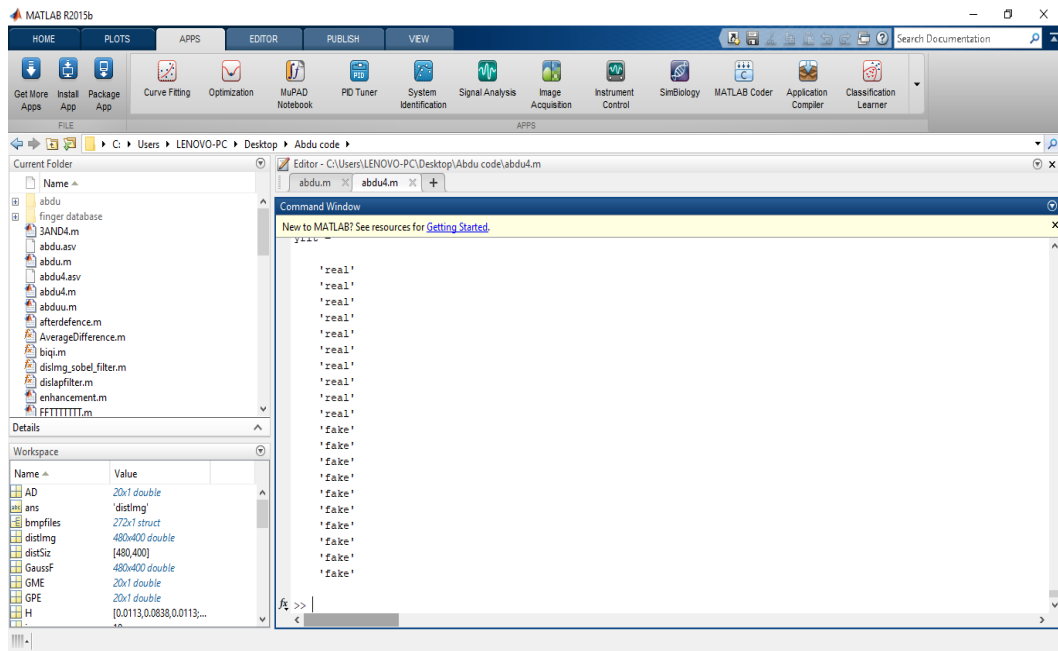 MATLAB R2015b
HOME PLOTS APPS EDITOR PUBLISH VIEW
Search Documentation
Get More Apps
Install App
Package App
Curve Fitting
Optimization
MuPAD Notebook
PID Tuner
System Identification
Signal Analysis
Image Acquisition
Instrument Control
SimBiology
MATLAB Coder
Application Compiler
Classification Learner
FILE
APPS
C: Users LENOVO-PC Desktop Abdu code
Current Folder
Name
abdu
finger database
3AND4.m
abdu.asv
abdu.m
abdu4.asv
abdu4.m
abduu.m
afterdefence.m
AverageDifference.m
biqi.m
disImg_sobel_filter.m
dislapfilter.m
enhancement.m
FFTTTTTTT.m
Details
Workspace
Name Value
AD 20x1 double
ans 'distImg'
bmpfiles 272x1 struct
distImg 480x400 double
distSiz [480,400]
GaussF 480x400 double
GME 20x1 double
GPE 20x1 double
H [0.0113,0.0838,0.0113;...
Editor - C:\Users\LENOVO-PC\Desktop\Abdu code\abdu4.m
abdu.m abdu4.m
Command Window
New to MATLAB? See resources for Getting Started.
'real'
'real'
'real'
'real'
'real'
'real'
'real'
'real'
'real'
'real'
'fake'
'fake'
'fake'
'fake'
'fake'
'fake'
'fake'
'fake'
'fake'
'fake'
fx >>